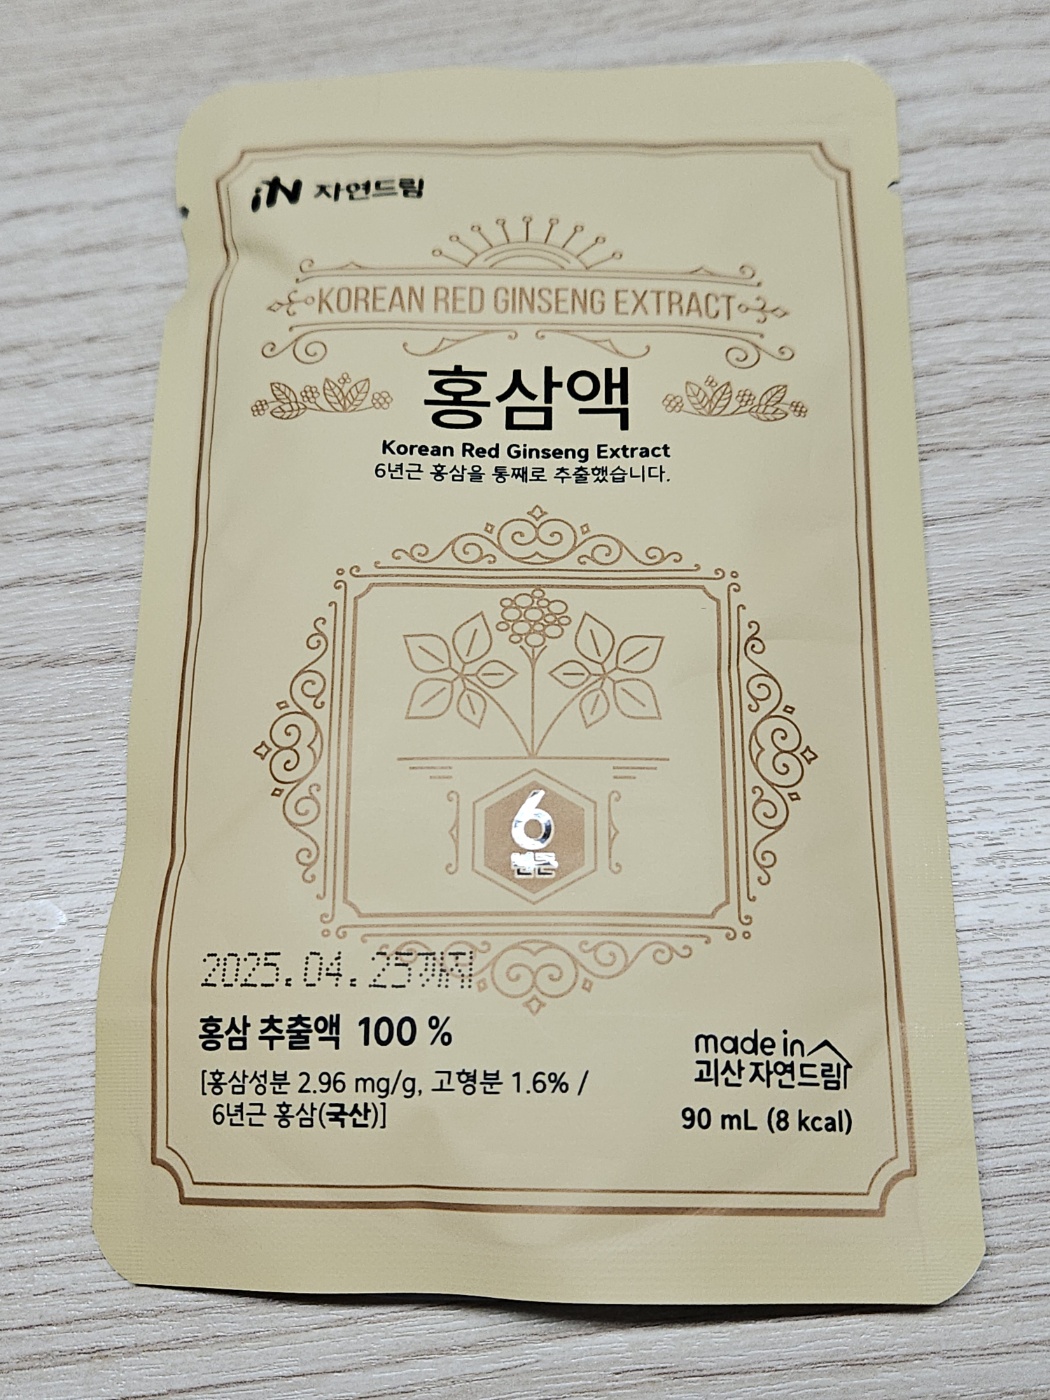 iN 자연드림
KOREAN RED GINSENG EXTRACT
홍삼액
Korean Red Ginseng Extract
6년근 홍삼을 통째로 추출했습니다.
6
년근
2025.04.25까지
홍삼 추출액 100 %
[홍삼성분 2.96 mg/g, 고형분 1.6% /
6년근 홍삼(국산)]
made in
괴산 자연드림
90 mL (8 kcal)